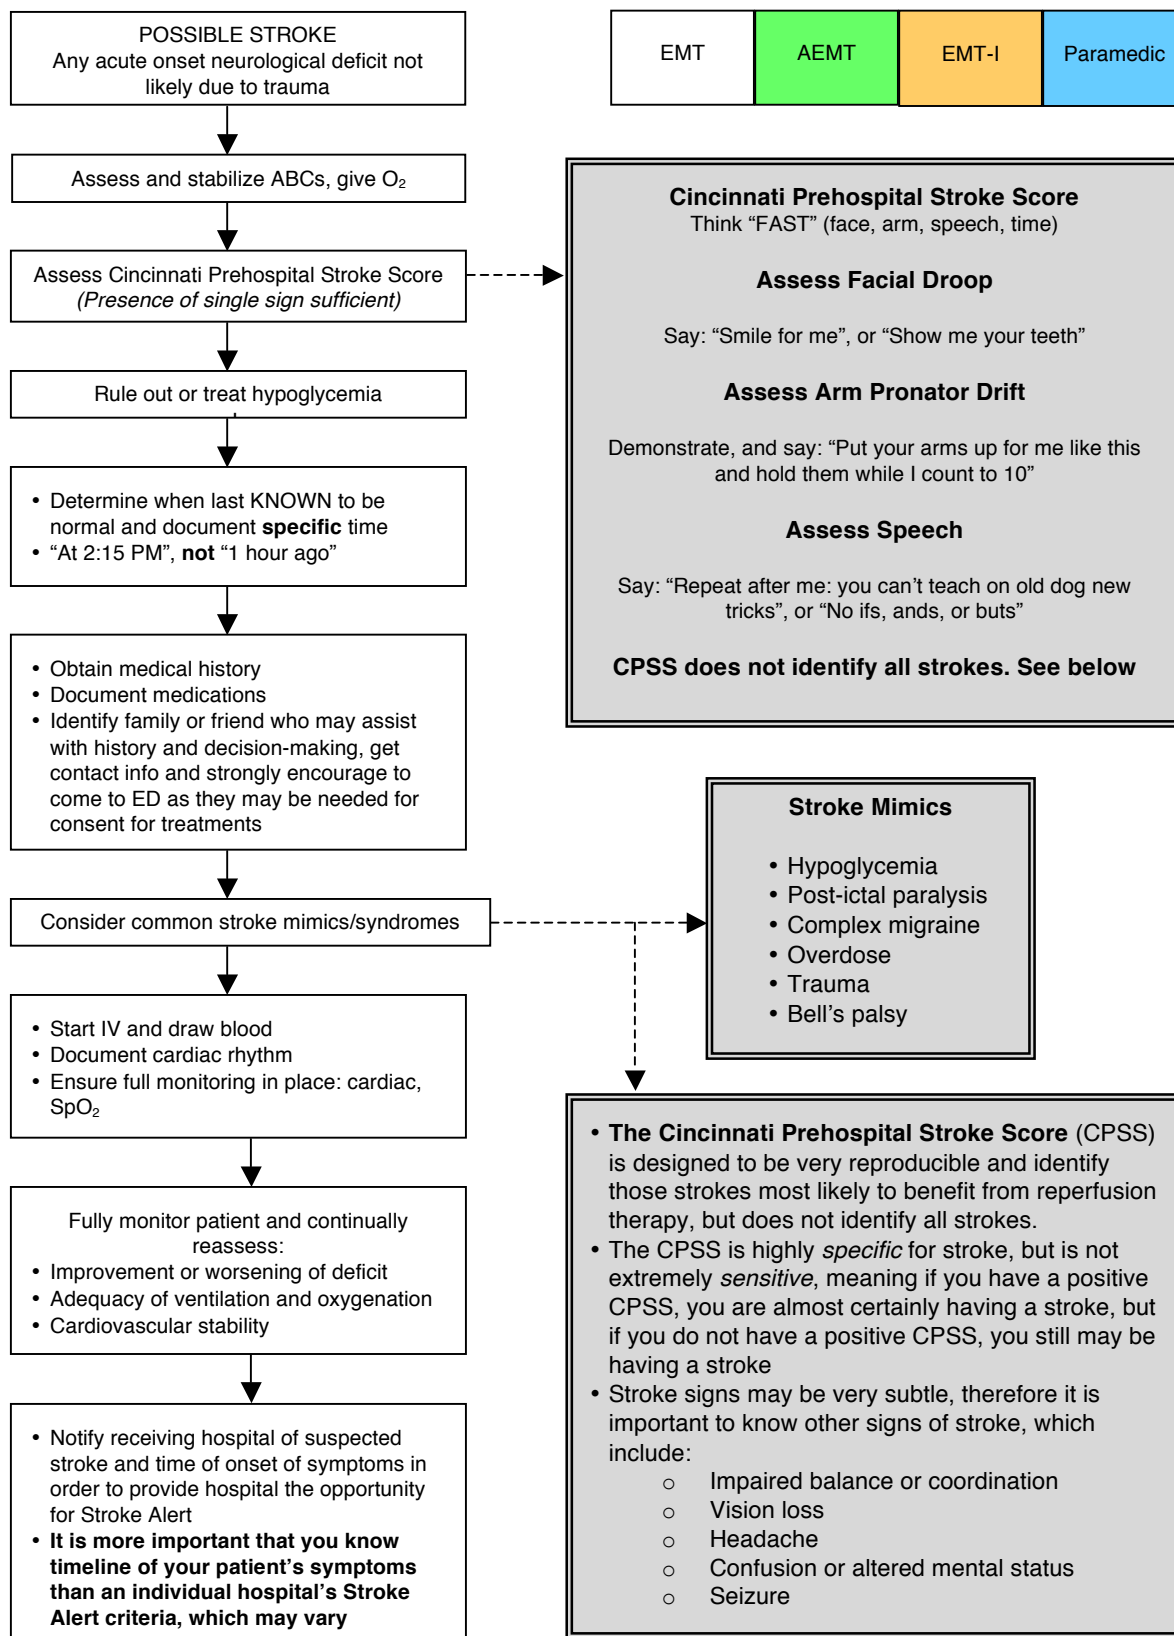 POSSIBLE STROKE
Any acute onset neurological deficit not
likely due to trauma
EMT
AEMT
EMT-I
Paramedic
Assess and stabilize ABCs, give O₂
Assess Cincinnati Prehospital Stroke Score
(Presence of single sign sufficient)
Rule out or treat hypoglycemia
• Determine when last KNOWN to be
normal and document specific time
• “At 2:15 PM”, not “1 hour ago”
• Obtain medical history
• Document medications
• Identify family or friend who may assist
with history and decision-making, get
contact info and strongly encourage to
come to ED as they may be needed for
consent for treatments
Consider common stroke mimics/syndromes
• Start IV and draw blood
• Document cardiac rhythm
• Ensure full monitoring in place: cardiac,
SpO₂
Fully monitor patient and continually
reassess:
• Improvement or worsening of deficit
• Adequacy of ventilation and oxygenation
• Cardiovascular stability
• Notify receiving hospital of suspected
stroke and time of onset of symptoms in
order to provide hospital the opportunity
for Stroke Alert
• It is more important that you know
timeline of your patient’s symptoms
than an individual hospital’s Stroke
Alert criteria, which may vary
Cincinnati Prehospital Stroke Score
Think “FAST” (face, arm, speech, time)
Assess Facial Droop
Say: “Smile for me”, or “Show me your teeth”
Assess Arm Pronator Drift
Demonstrate, and say: “Put your arms up for me like this
and hold them while I count to 10”
Assess Speech
Say: “Repeat after me: you can’t teach on old dog new
tricks”, or “No ifs, ands, or buts”
CPSS does not identify all strokes. See below
Stroke Mimics
• Hypoglycemia
• Post-ictal paralysis
• Complex migraine
• Overdose
• Trauma
• Bell’s palsy
• The Cincinnati Prehospital Stroke Score (CPSS)
is designed to be very reproducible and identify
those strokes most likely to benefit from reperfusion
therapy, but does not identify all strokes.
• The CPSS is highly specific for stroke, but is not
extremely sensitive, meaning if you have a positive
CPSS, you are almost certainly having a stroke, but
if you do not have a positive CPSS, you still may be
having a stroke
• Stroke signs may be very subtle, therefore it is
important to know other signs of stroke, which
include:
o Impaired balance or coordination
o Vision loss
o Headache
o Confusion or altered mental status
o Seizure